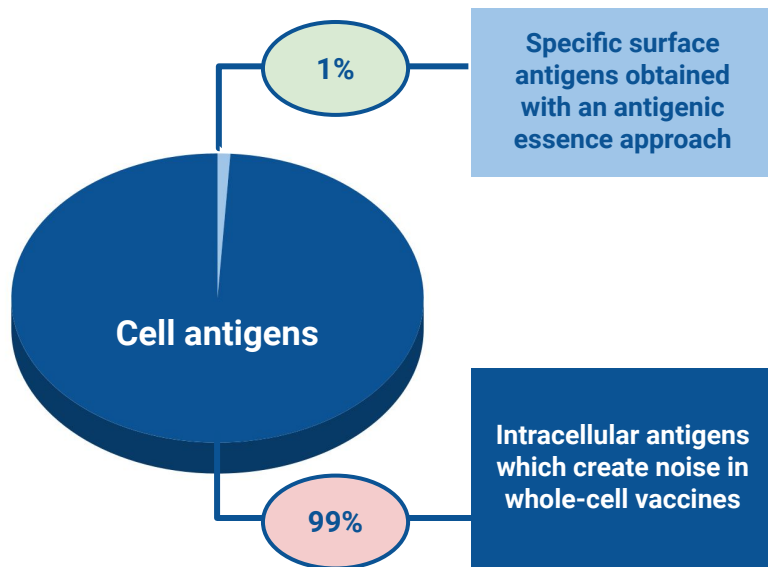 1%
Specific surface
antigens obtained
with an antigenic
essence approach
Cell antigens
Intracellular antigens
which create noise in
whole-cell vaccines
99%